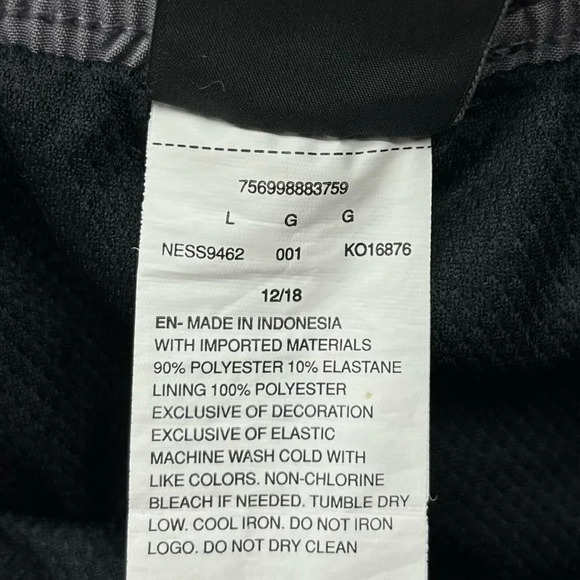 756998883759
L G G
NESS9462 001 KO16876
12/18
EN- MADE IN INDONESIA
WITH IMPORTED MATERIALS
90% POLYESTER 10% ELASTANE
LINING 100% POLYESTER
EXCLUSIVE OF DECORATION
EXCLUSIVE OF ELASTIC
MACHINE WASH COLD WITH
LIKE COLORS. NON-CHLORINE
BLEACH IF NEEDED. TUMBLE DRY
LOW. COOL IRON. DO NOT IRON
LOGO. DO NOT DRY CLEAN